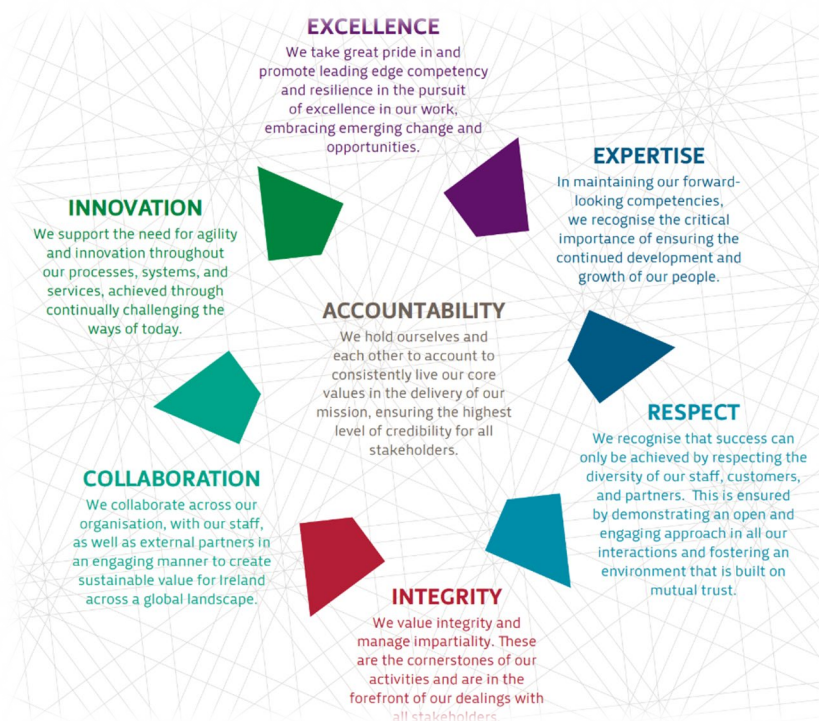 EXCELLENCE
We take great pride in and
promote leading edge competency
and resilience in the pursuit
of excellence in our work,
embracing emerging change and
opportunities.
EXPERTISE
In maintaining our forward-
looking competencies,
we recognise the critical
importance of ensuring the
continued development and
growth of our people.
INNOVATION
We support the need for agility
and innovation throughout
our processes, systems, and
services, achieved through
continually challenging the
ways of today.
ACCOUNTABILITY
We hold ourselves and
each other to account to
consistently live our core
values in the delivery of our
mission, ensuring the highest
level of credibility for all
stakeholders.
RESPECT
We recognise that success can
only be achieved by respecting the
diversity of our staff, customers,
and partners. This is ensured
by demonstrating an open and
engaging approach in all our
interactions and fostering an
environment that is built on
mutual trust.
COLLABORATION
We collaborate across our
organisation, with our staff,
as well as external partners in
an engaging manner to create
sustainable value for Ireland
across a global landscape.
INTEGRITY
We value integrity and
manage impartiality. These
are the cornerstones of our
activities and are in the
forefront of our dealings with
all stakeholders.